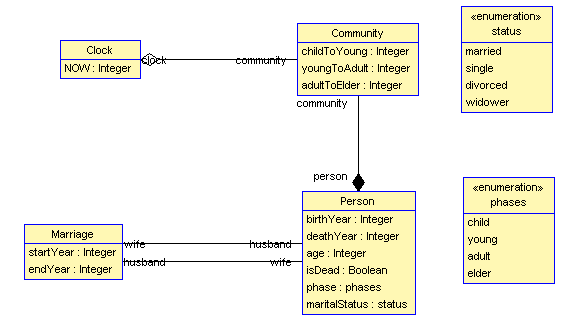 Clock
NOW : Integer
clock
community
Community
childToYoung : Integer
youngToAdult : Integer
adultToElder : Integer
community
«enumeration»
status
married
single
divorced
widower
person
Person
birthYear : Integer
deathYear : Integer
age : Integer
isDead : Boolean
phase : phases
maritalStatus : status
Marriage
startYear : Integer
endYear : Integer
wife
husband
husband
wife
«enumeration»
phases
child
young
adult
elder